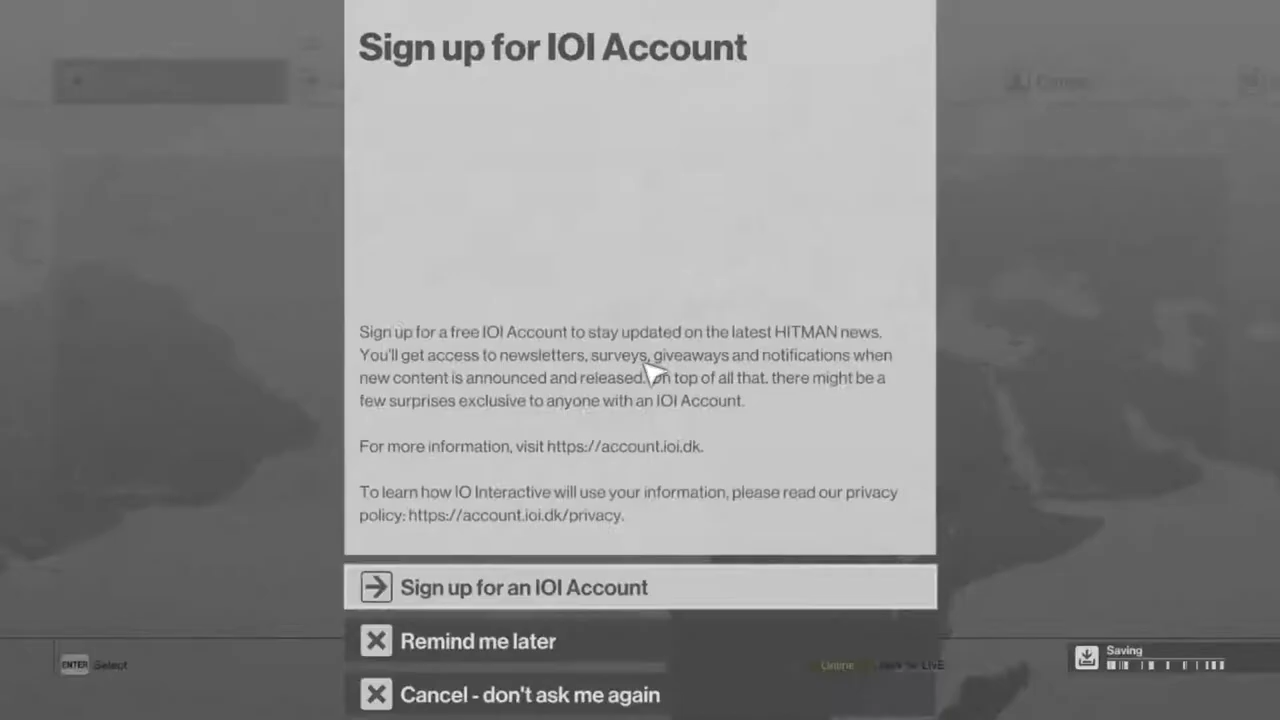 Sign up for IOI Account
Sign up for a free IOI Account to stay updated on the latest HITMAN news.
You'll get access to newsletters, surveys, giveaways and notifications when
new content is announced and released. On top of all that. there might be a
few surprises exclusive to anyone with an IOI Account.
For more information, visit https://account.ioi.dk.
To learn how IO Interactive will use your information, please read our privacy
policy: https://account.ioi.dk/privacy.
Sign up for an IOI Account
Remind me later
ENTER Select
Online
LIVE
Saving
Cancel - don't ask me again